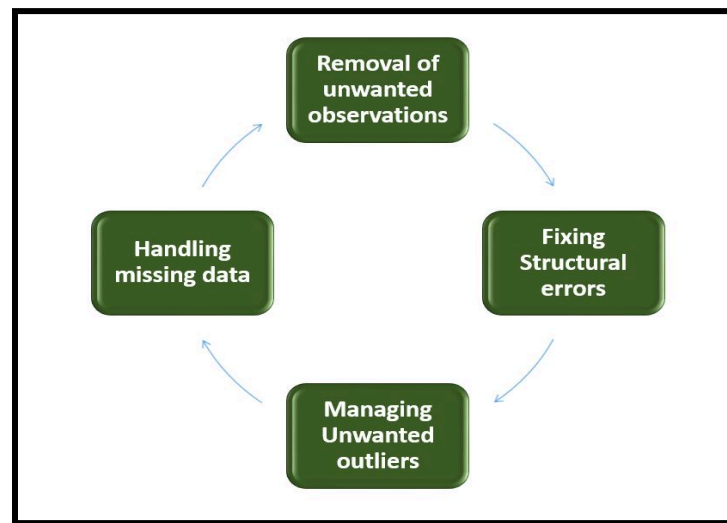 Removal of
unwanted
observations
Fixing
Structural
errors
Managing
Unwanted
outliers
Handling
missing data